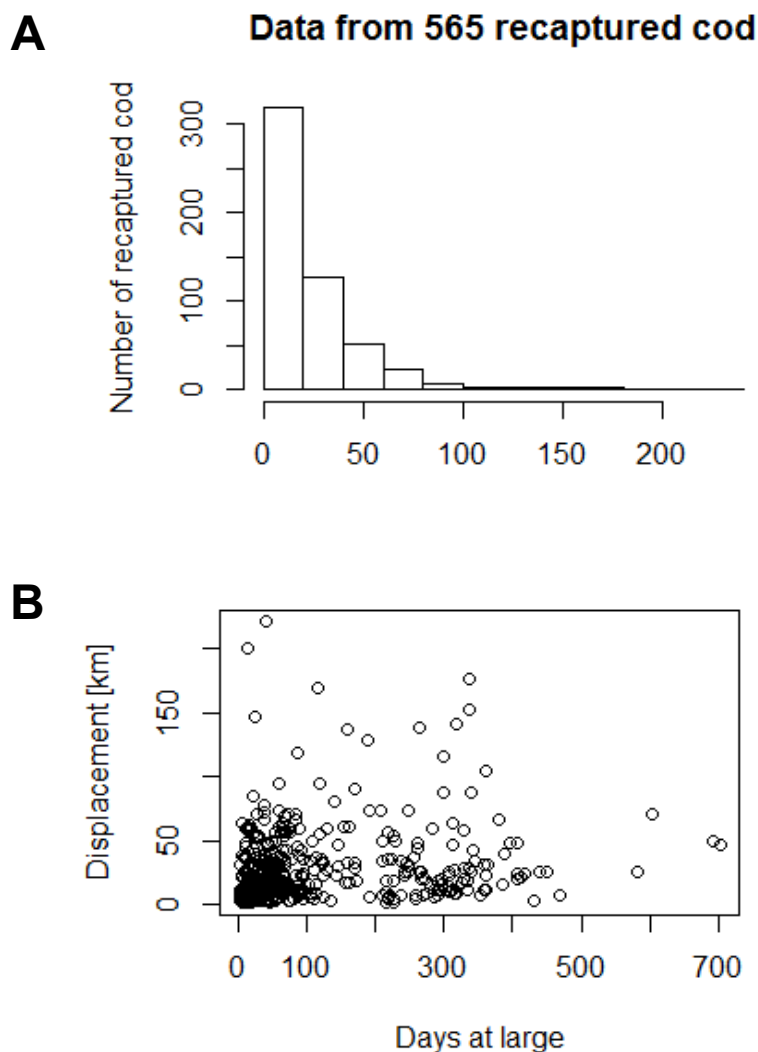 A
Data from 565 recaptured cod
Number of recaptured cod
300
200
100
0
0 50 100 150 200
B
Displacement [km]
150
50
0
0 100 300 500 700
Days at large